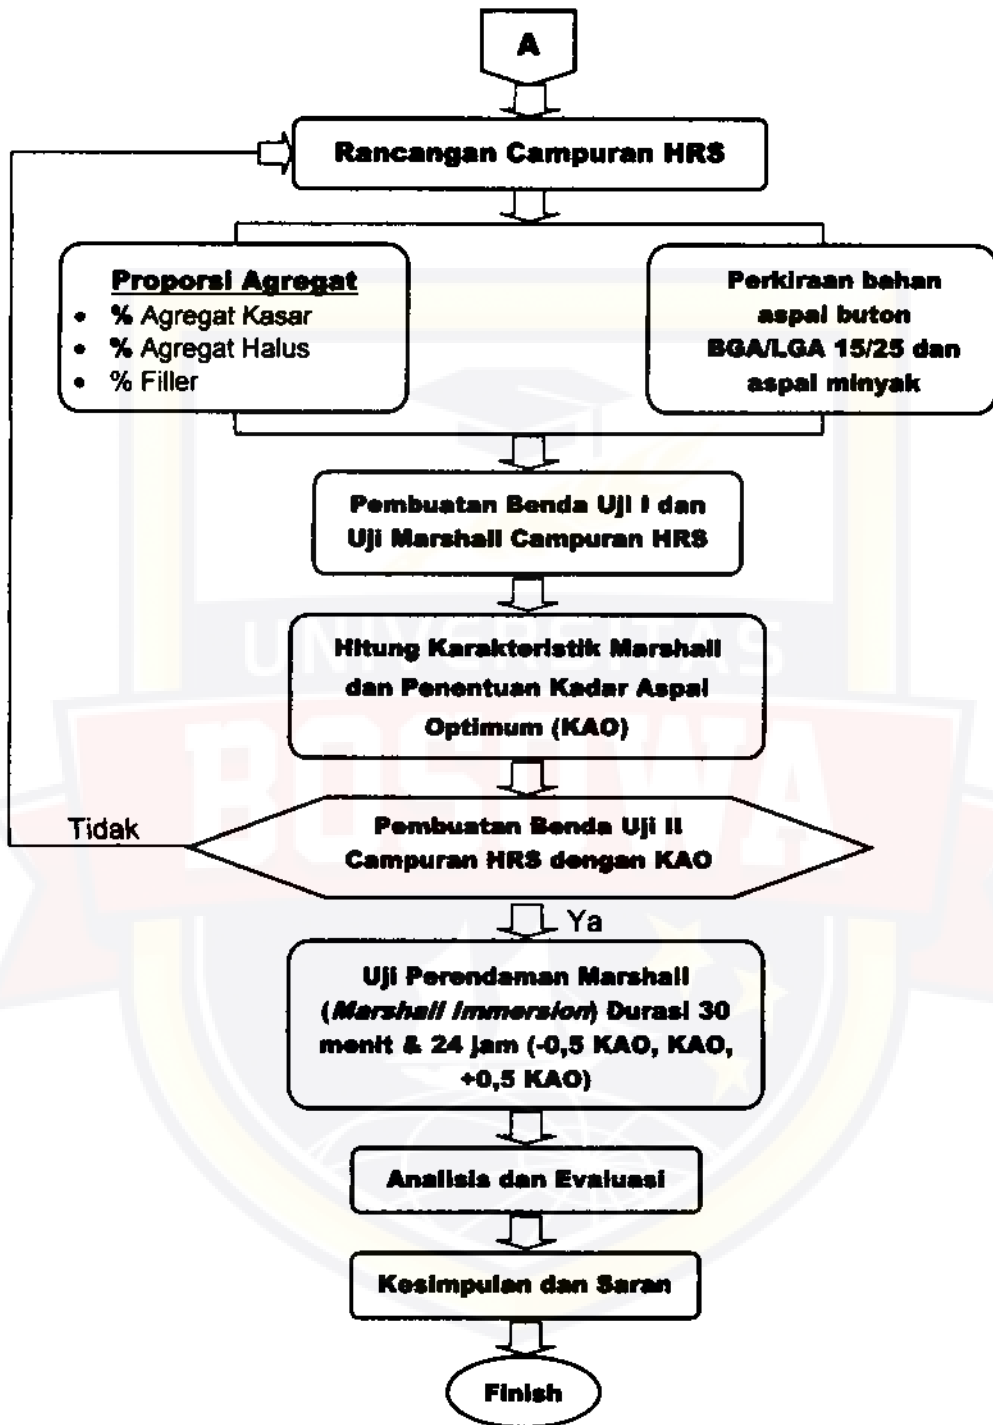 A
Rancangan Campuran HRS
Proporsi Agregat
• % Agregat Kasar
• % Agregat Halus
• % Filler
Perkiraan bahan
aspal buton
BGA/LGA 15/25 dan
aspal minyak
Pembuatan Benda Uji I dan
Uji Marshall Campuran HRS
Hitung Karakteristik Marshall
dan Penentuan Kadar Aspal
Optimum (KAO)
Tidak
Pembuatan Benda Uji II
Campuran HRS dengan KAO
Ya
Uji Perendaman Marshall
(Marshall Immersion) Durasi 30
menit & 24 jam (-0,5 KAO, KAO,
+0,5 KAO)
Analisis dan Evaluasi
Kesimpulan dan Saran
Finish
UNIVERSITAS
BOSOWA